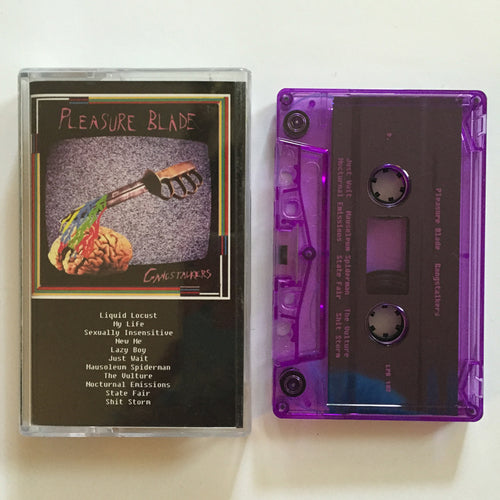 PLEASURE BLADE
GANGSTALKERS
Liquid Locust
My Life
Sexually Insensitive
New Me
Lazy Boy
Just Wait
Mausoleum Spiderman
The Vulture
Nocturnal Emissions
State Fair
Shit Storm
Pleasure Blade Gangstalkers
Just Wait Mausoleum Spiderman The Vulture
Nocturnal Emissions State Fair Shit Storm